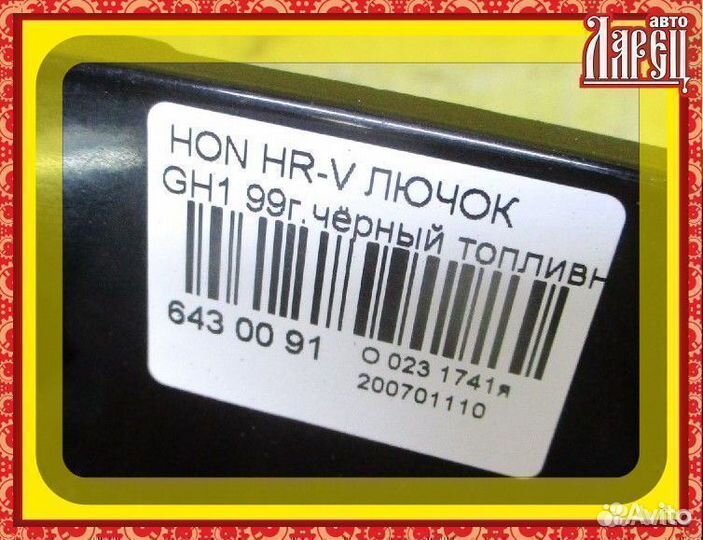 авто
Ларец
HON HR-V ЛЮЧОК
GH1 99г.чёрный топливн
643 00 91
О 023 1741я
200701110
Avito